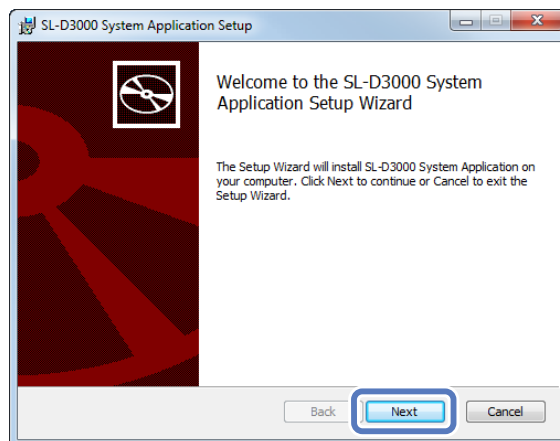 SL-D3000 System Application Setup
Welcome to the SL-D3000 System
Application Setup Wizard
The Setup Wizard will install SL-D3000 System Application on
your computer. Click Next to continue or Cancel to exit the
Setup Wizard.
Back Next Cancel